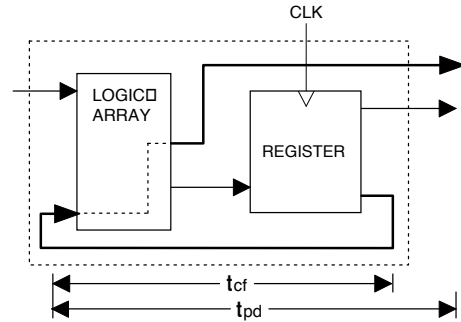 CLK
LOGIC□
ARRAY
REGISTER
tcf
tpd